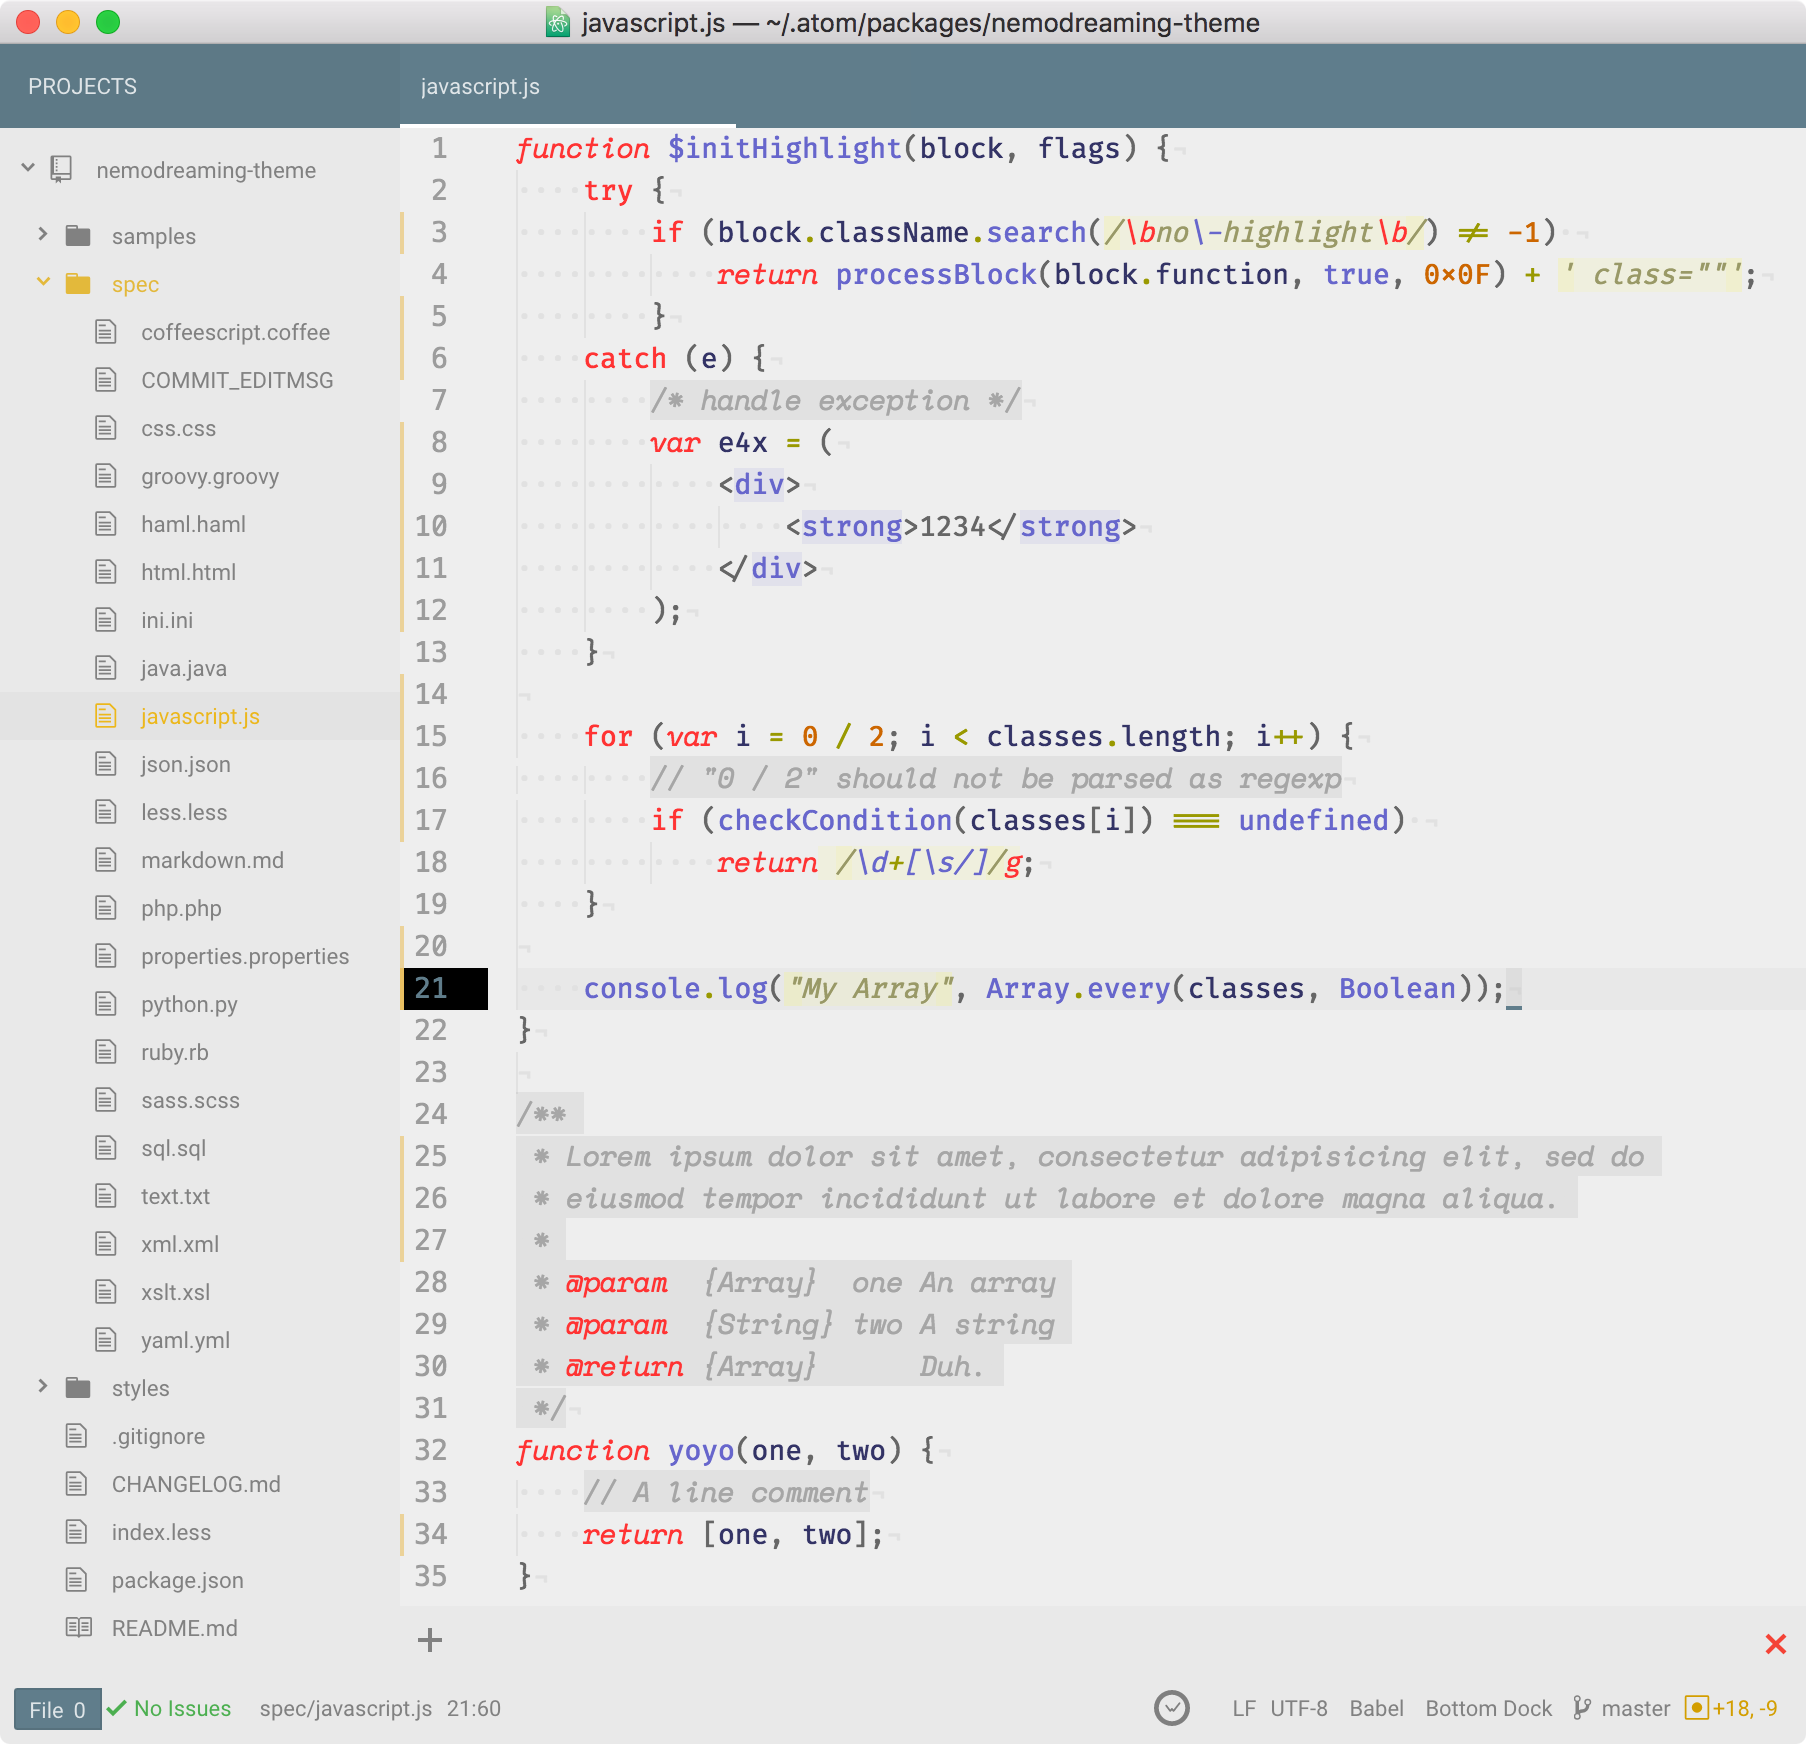 javascript.js — ~/.atom/packages/nemodreaming-theme
PROJECTS
nemodreaming-theme
samples
spec
coffeescript.coffee
COMMIT_EDITMSG
css.css
groovy.groovy
haml.haml
html.html
ini.ini
java.java
javascript.js
json.json
less.less
markdown.md
php.php
properties.properties
python.py
ruby.rb
sass.scss
sql.sql
text.txt
xml.xml
xslt.xsl
yaml.yml
styles
.gitignore
CHANGELOG.md
index.less
package.json
README.md
javascript.js
1 function $initHighlight(block, flags) {¬
2 ····try {¬
3 ········if (block.className.search(/\bno\-highlight\b/) != -1)·¬
4 ············return processBlock(block.function, true, 0x0F) + ' class=""';¬
5 ········}¬
6 ····catch (e) {¬
7 ········/* handle exception */¬
8 ········var e4x = (¬
9 ············<div>¬
10 ················<strong>1234</strong>¬
11 ············</div>¬
12 ········);¬
13 ····}¬
14 ¬
15 ····for (var i = 0 / 2; i < classes.length; i++) {¬
16 ········// "0 / 2" should not be parsed as regexp¬
17 ········if (checkCondition(classes[i]) === undefined)·¬
18 ············return /\d+[\s/]/g;¬
19 ····}¬
20 ¬
21 ····console.log("My Array", Array.every(classes, Boolean));¬
22 }¬
23 ¬
24 /**
25 * Lorem ipsum dolor sit amet, consectetur adipisicing elit, sed do
26 * eiusmod tempor incididunt ut labore et dolore magna aliqua.
27 *
28 * @param  {Array}  one An array
29 * @param  {String} two A string
30 * @return {Array}      Duh.
31 */¬
32 function yoyo(one, two) {¬
33 ····// A line comment¬
34 ····return [one, two];¬
35 }¬
File 0 No Issues spec/javascript.js 21:60 LF UTF-8 Babel Bottom Dock master +18, -9